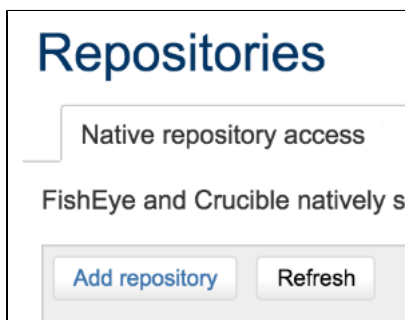 Repositories
Native repository access
FishEye and Crucible natively s
Add repository Refresh